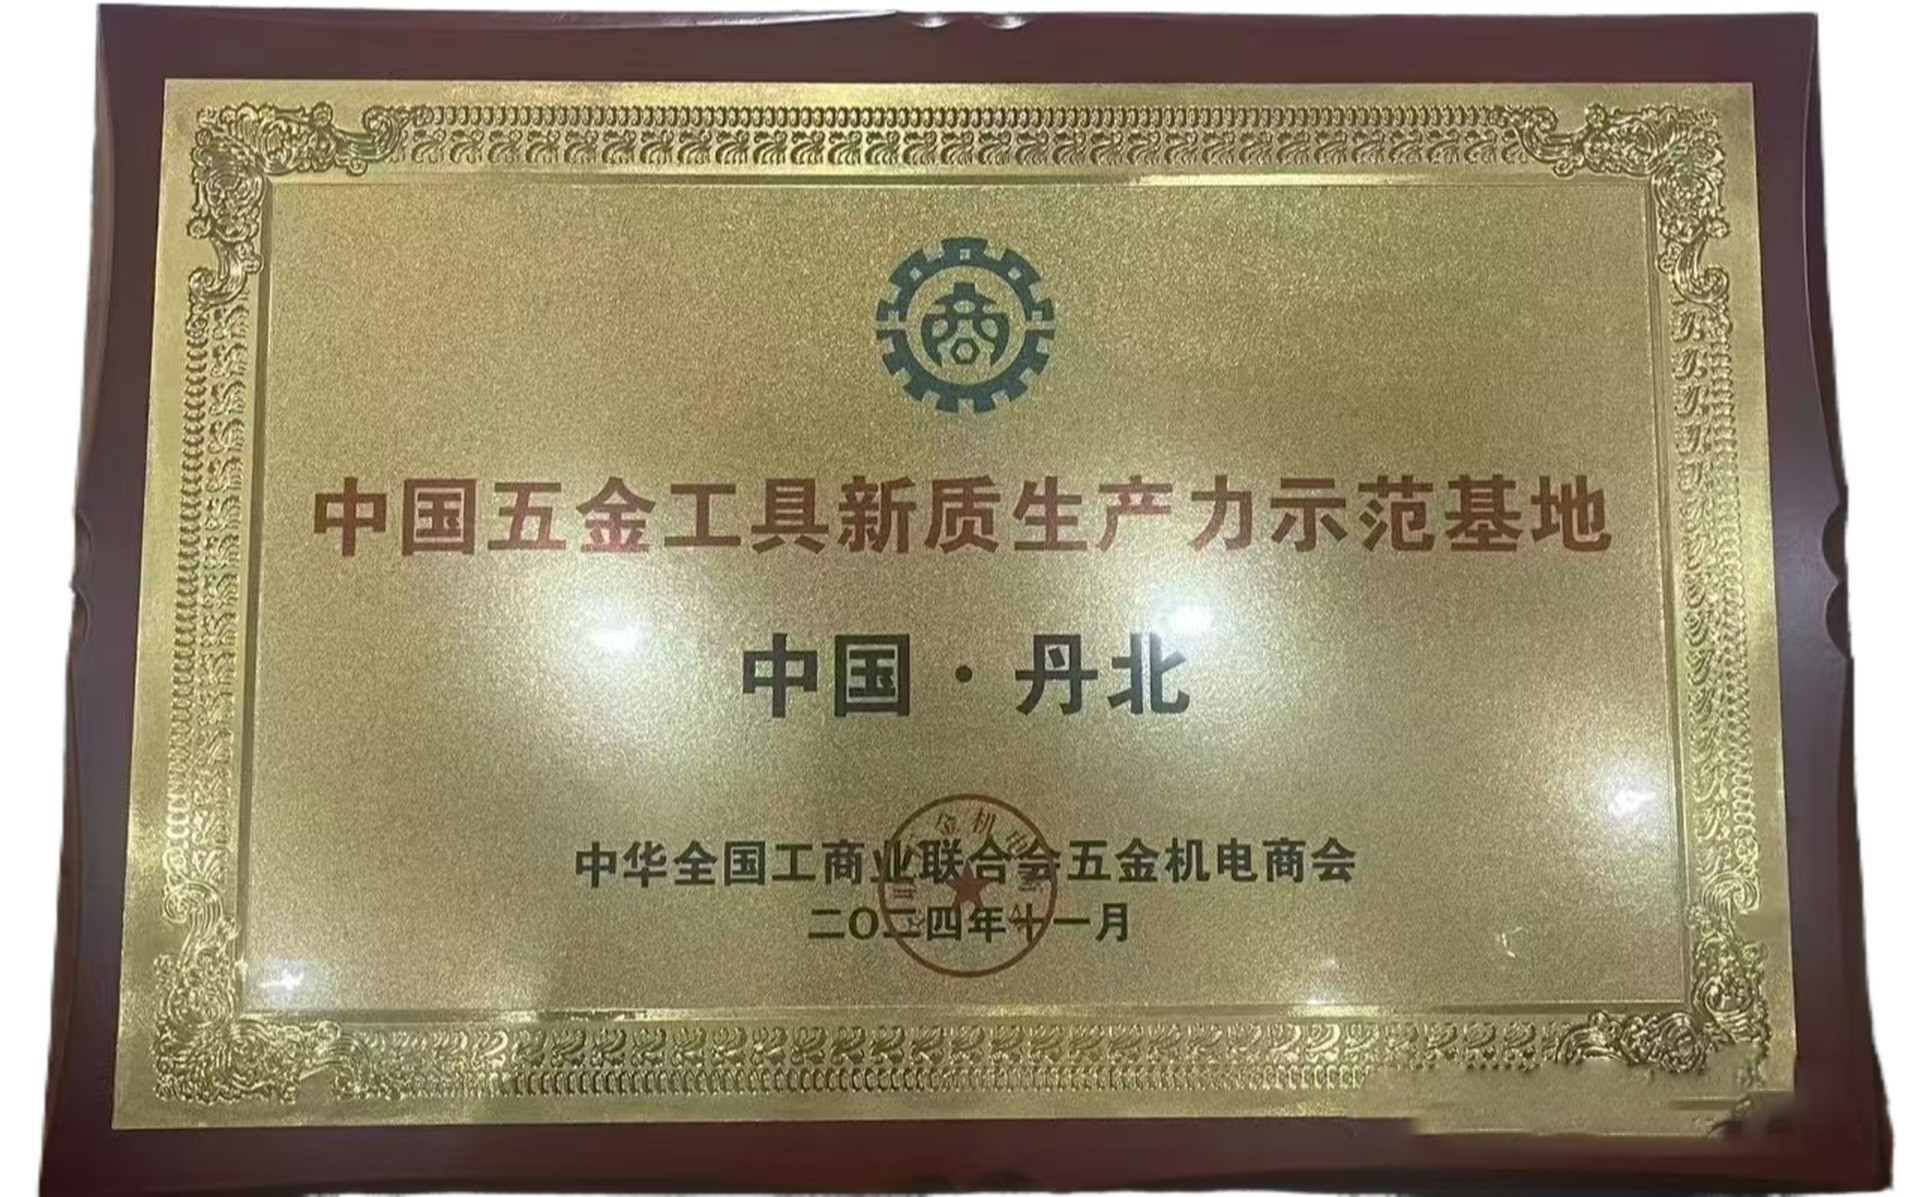 商
中国五金工具新质生产力示范基地
中国·丹北
中华全国工商业联合会五金机电商会
二〇二四年十一月